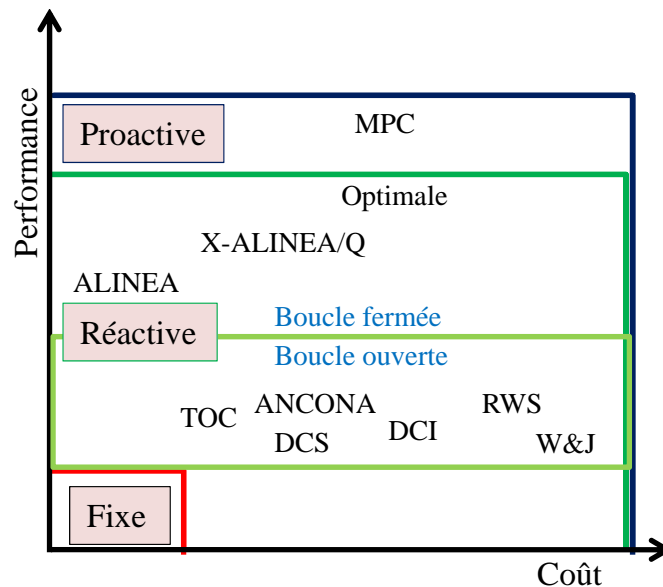 Performance
Proactive
MPC
Optimale
X-ALINEA/Q
ALINEA
Réactive
Boucle fermée
Boucle ouverte
TOC
ANCONA
DCS
DCI
RWS
W&J
Fixe
Coût